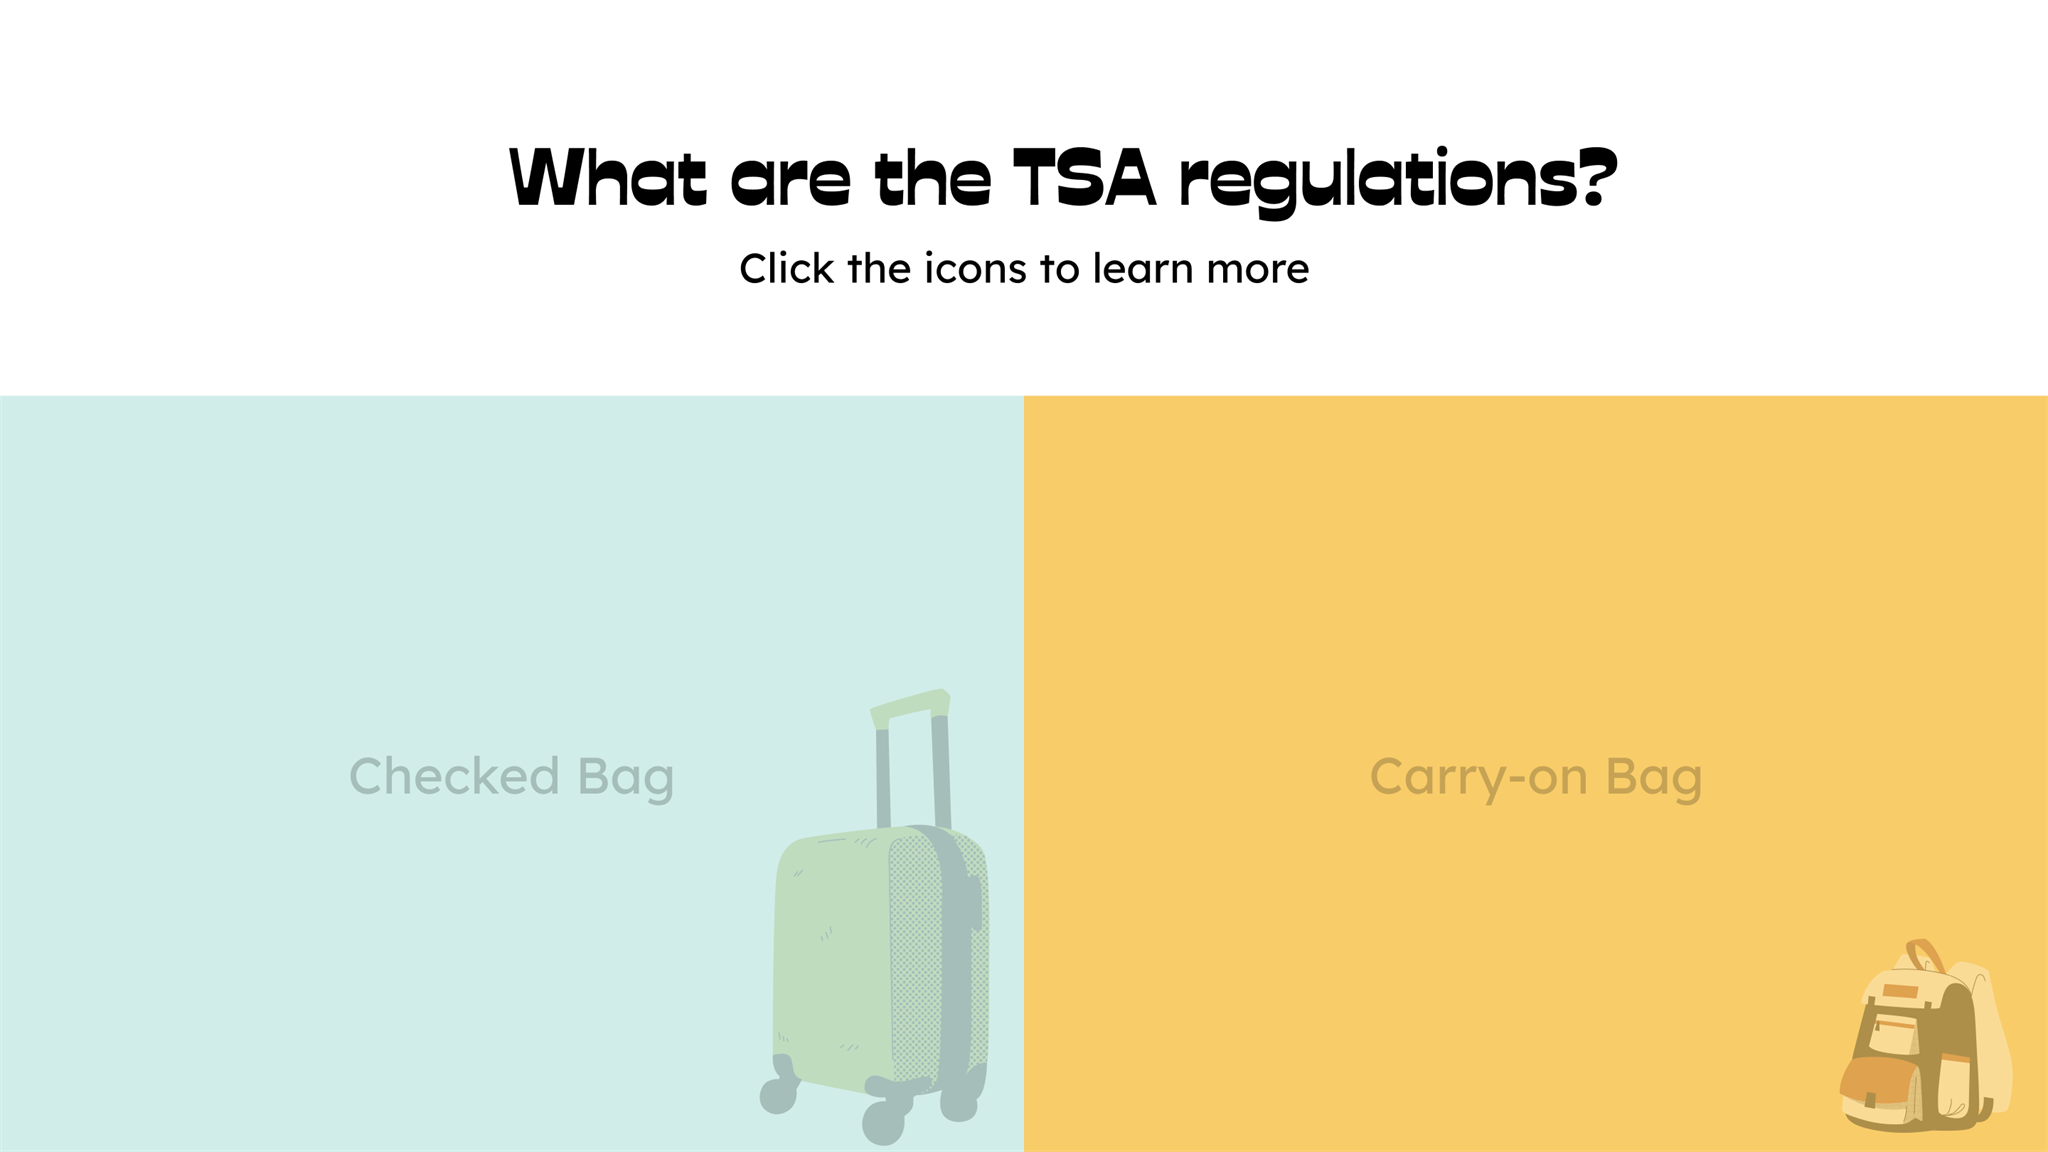 What are the TSA regulations?
Click the icons to learn more
Checked Bag
Carry-on Bag